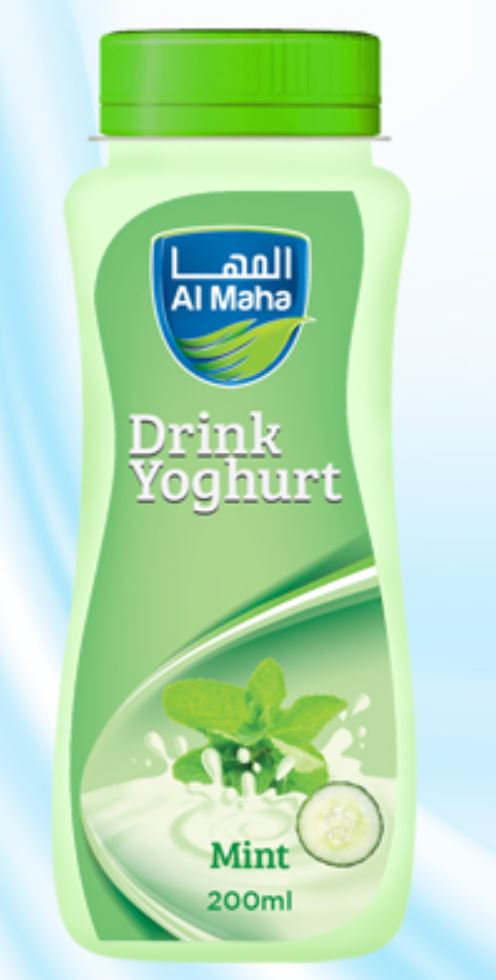 المها
Al Maha
Drink
Yoghurt
Mint
200ml